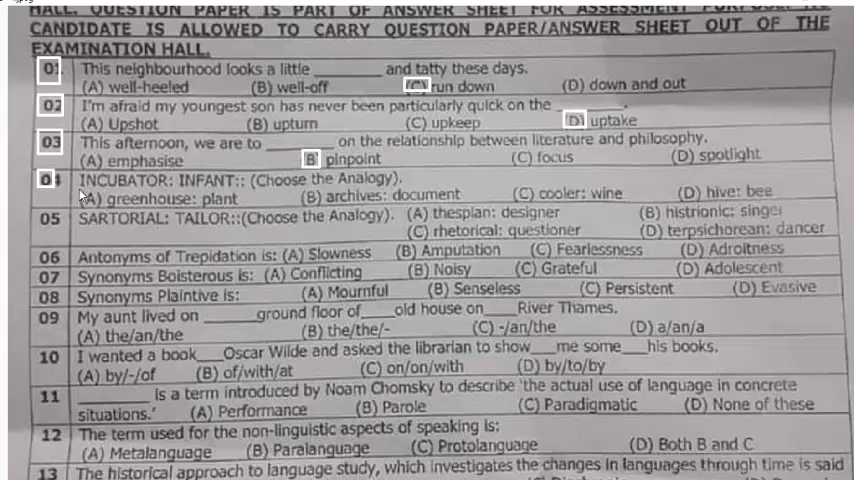 HALL. QUESTION PAPER IS PART OF ANSWER SHEET FOR ASSESSMENT
CANDIDATE IS ALLOWED TO CARRY QUESTION PAPER/ANSWER SHEET OUT OF THE
EXAMINATION HALL.
01 This neighbourhood looks a little ________ and tatty these days.
(A) well-heeled (B) well-off (C) run down (D) down and out
02 I'm afraid my youngest son has never been particularly quick on the ________.
(A) Upshot (B) upturn (C) upkeep (D) uptake
03 This afternoon, we are to ________ on the relationship between literature and philosophy.
(A) emphasise (B) pinpoint (C) focus (D) spotlight
04 INCUBATOR: INFANT:: (Choose the Analogy).
(A) greenhouse: plant (B) archives: document (C) cooler: wine (D) hive: bee
05 SARTORIAL: TAILOR::(Choose the Analogy). (A) thespian: designer (B) histrionic: singer
(C) rhetorical: questioner (D) terpsichorean: dancer
06 Antonyms of Trepidation is: (A) Slowness (B) Amputation (C) Fearlessness (D) Adroitness
07 Synonyms Boisterous is: (A) Conflicting (B) Noisy (C) Grateful (D) Adolescent
08 Synonyms Plaintive is: (A) Mournful (B) Senseless (C) Persistent (D) Evasive
09 My aunt lived on ______ground floor of____old house on____River Thames.
(A) the/an/the (B) the/the/- (C) -/an/the (D) a/an/a
10 I wanted a book___Oscar Wilde and asked the librarian to show___me some___his books.
(A) by/-/of (B) of/with/at (C) on/on/with (D) by/to/by
11 ________ is a term introduced by Noam Chomsky to describe 'the actual use of language in concrete
situations.' (A) Performance (B) Parole (C) Paradigmatic (D) None of these
12 The term used for the non-linguistic aspects of speaking is:
(A) Metalanguage (B) Paralanguage (C) Protolanguage (D) Both B and C
13 The historical approach to language study, which investigates the changes in languages through time is said